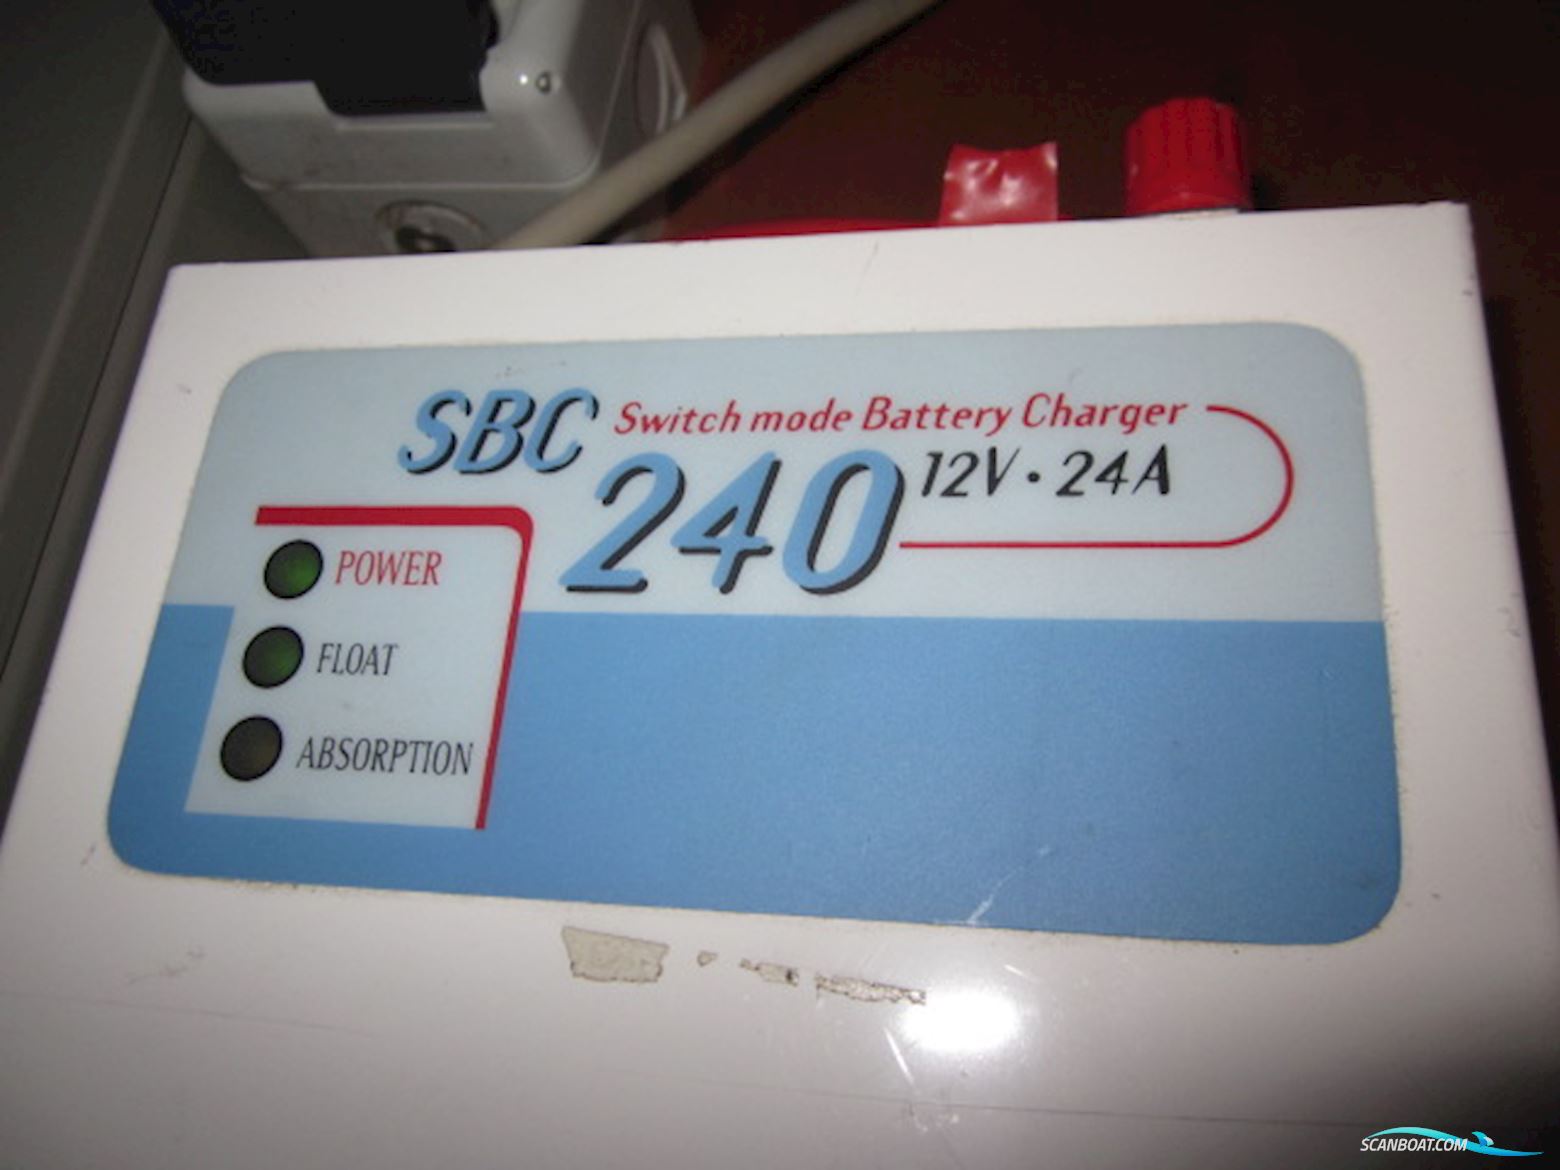 SBC Switch mode Battery Charger
240 12V · 24A
POWER
FLOAT
ABSORPTION
SCANBOAT.COM